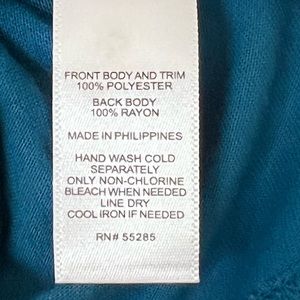 FRONT BODY AND TRIM
100% POLYESTER
BACK BODY
100% RAYON
MADE IN PHILIPPINES
HAND WASH COLD
SEPARATELY
ONLY NON-CHLORINE
BLEACH WHEN NEEDED
LINE DRY
COOL IRON IF NEEDED
RN# 55285